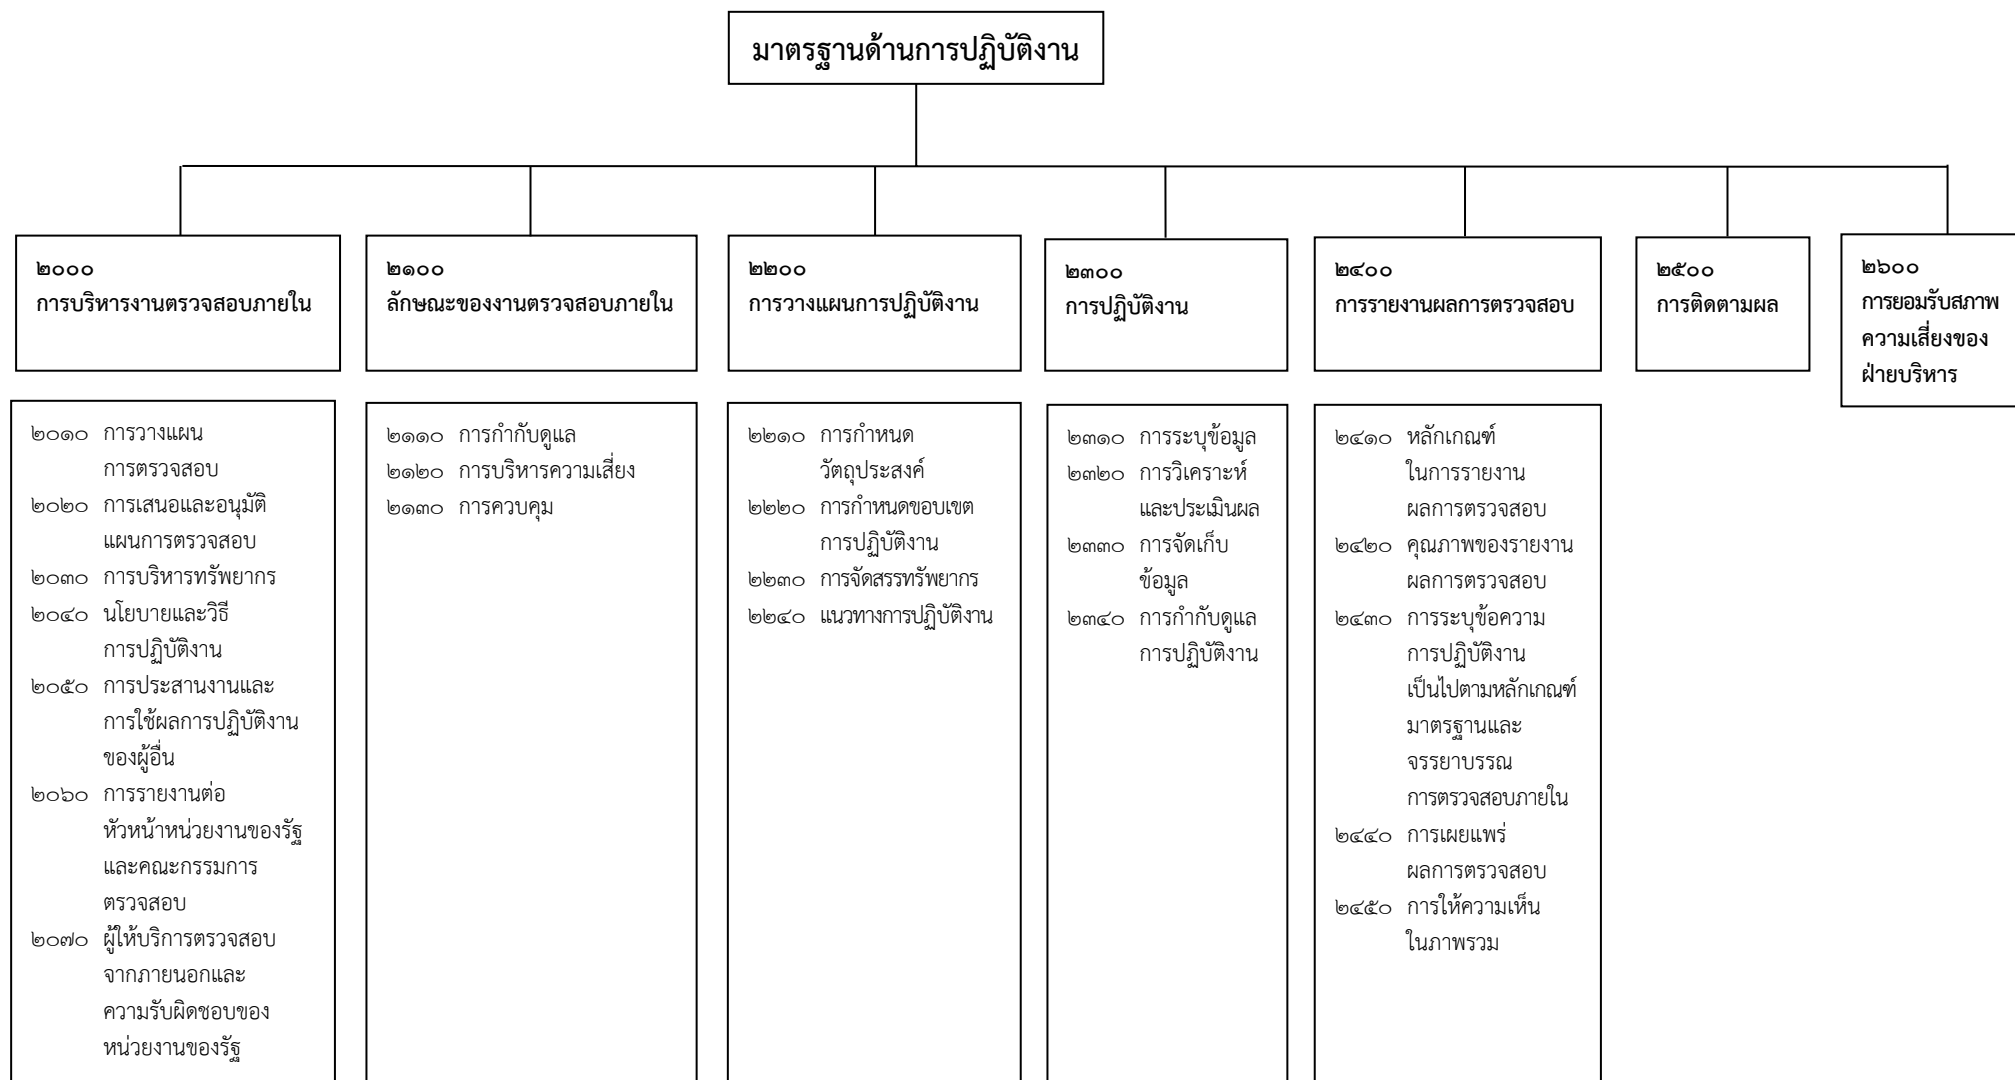 มาตรฐานด้านการปฏิบัติงาน
๒๐๐๐
การบริหารงานตรวจสอบภายใน
๒๑๐๐
ลักษณะของงานตรวจสอบภายใน
๒๒๐๐
การวางแผนการปฏิบัติงาน
๒๓๐๐
การปฏิบัติงาน
๒๔๐๐
การรายงานผลการตรวจสอบ
๒๕๐๐
การติดตามผล
๒๖๐๐
การยอมรับสภาพ
ความเสี่ยงของ
ฝ่ายบริหาร
๒๐๑๐ การวางแผน
การตรวจสอบ
๒๐๒๐ การเสนอและอนุมัติ
แผนการตรวจสอบ
๒๐๓๐ การบริหารทรัพยากร
๒๐๔๐ นโยบายและวิธี
การปฏิบัติงาน
๒๐๕๐ การประสานงานและ
การใช้ผลการปฏิบัติงาน
ของผู้อื่น
๒๐๖๐ การรายงานต่อ
หัวหน้าหน่วยงานของรัฐ
และคณะกรรมการ
ตรวจสอบ
๒๐๗๐ ผู้ให้บริการตรวจสอบ
จากภายนอกและ
ความรับผิดชอบของ
หน่วยงานของรัฐ
๒๑๑๐ การกำกับดูแล
๒๑๒๐ การบริหารความเสี่ยง
๒๑๓๐ การควบคุม
๒๒๑๐ การกำหนด
วัตถุประสงค์
๒๒๒๐ การกำหนดขอบเขต
การปฏิบัติงาน
๒๒๓๐ การจัดสรรทรัพยากร
๒๒๔๐ แนวทางการปฏิบัติงาน
๒๓๑๐ การระบุข้อมูล
๒๓๒๐ การวิเคราะห์
และประเมินผล
๒๓๓๐ การจัดเก็บ
ข้อมูล
๒๓๔๐ การกำกับดูแล
การปฏิบัติงาน
๒๔๑๐ หลักเกณฑ์
ในการรายงาน
ผลการตรวจสอบ
๒๔๒๐ คุณภาพของรายงาน
ผลการตรวจสอบ
๒๔๓๐ การระบุข้อความ
การปฏิบัติงาน
เป็นไปตามหลักเกณฑ์
มาตรฐานและ
จรรยาบรรณ
การตรวจสอบภายใน
๒๔๔๐ การเผยแพร่
ผลการตรวจสอบ
๒๔๕๐ การให้ความเห็น
ในภาพรวม